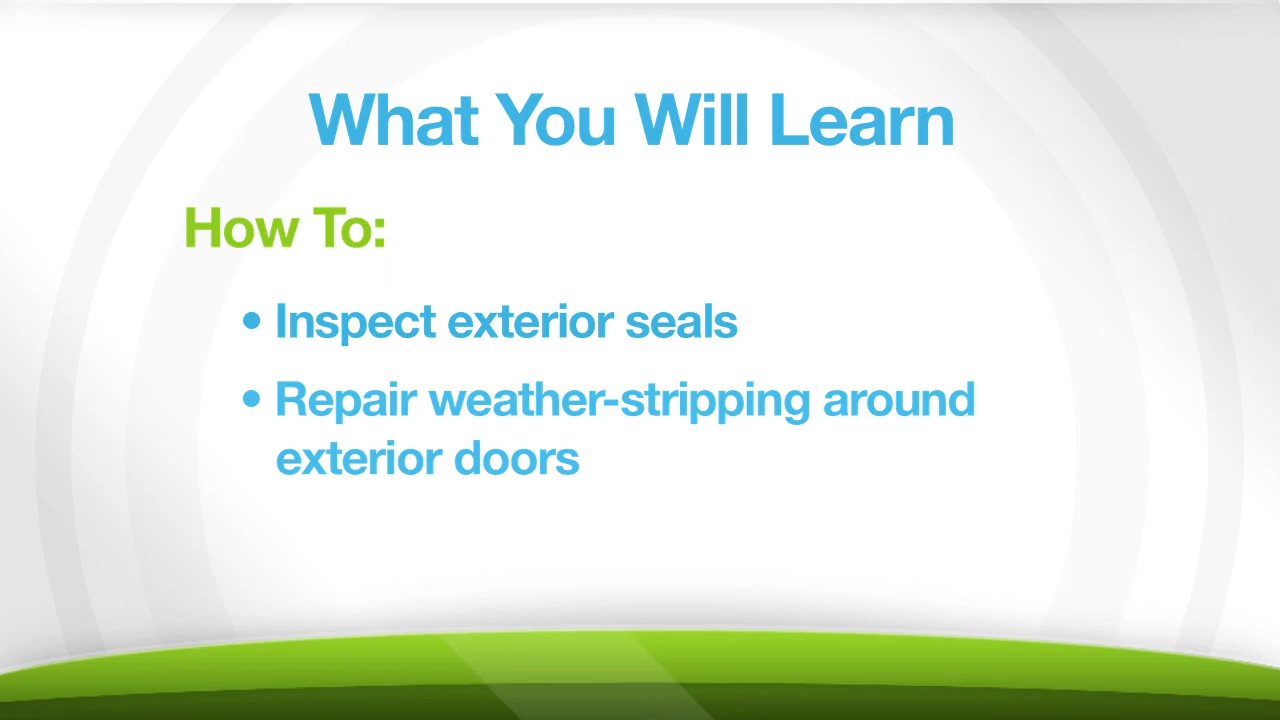 What You Will Learn
How To:
• Inspect exterior seals
• Repair weather-stripping around
exterior doors